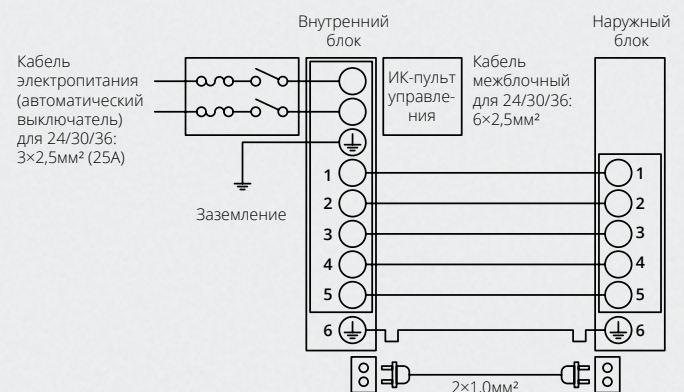 Внутренний
блок
Наружный
блок
Кабель
электропитания
(автоматический
выключатель)
для 24/30/36:
3×2,5мм² (25А)
ИК-пульт
управле-
ния
Кабель
межблочный
для 24/30/36:
6×2,5мм²
Заземление
1
2
3
4
5
6
1
2
3
4
5
6
2×1,0мм²